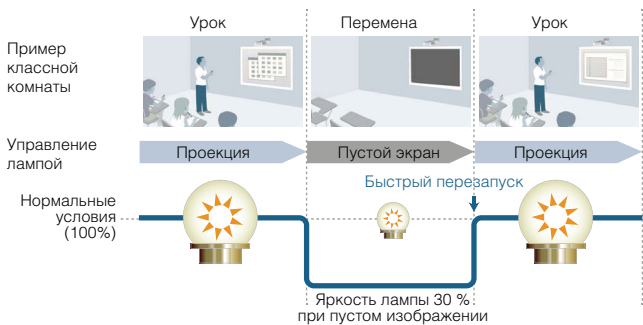 Урок
Перемена
Урок
Пример
классной
комнаты
Управление
лампой
Проекция
Пустой экран
Проекция
Быстрый перезапуск
Нормальные
условия
(100%)
Яркость лампы 30 %
при пустом изображении